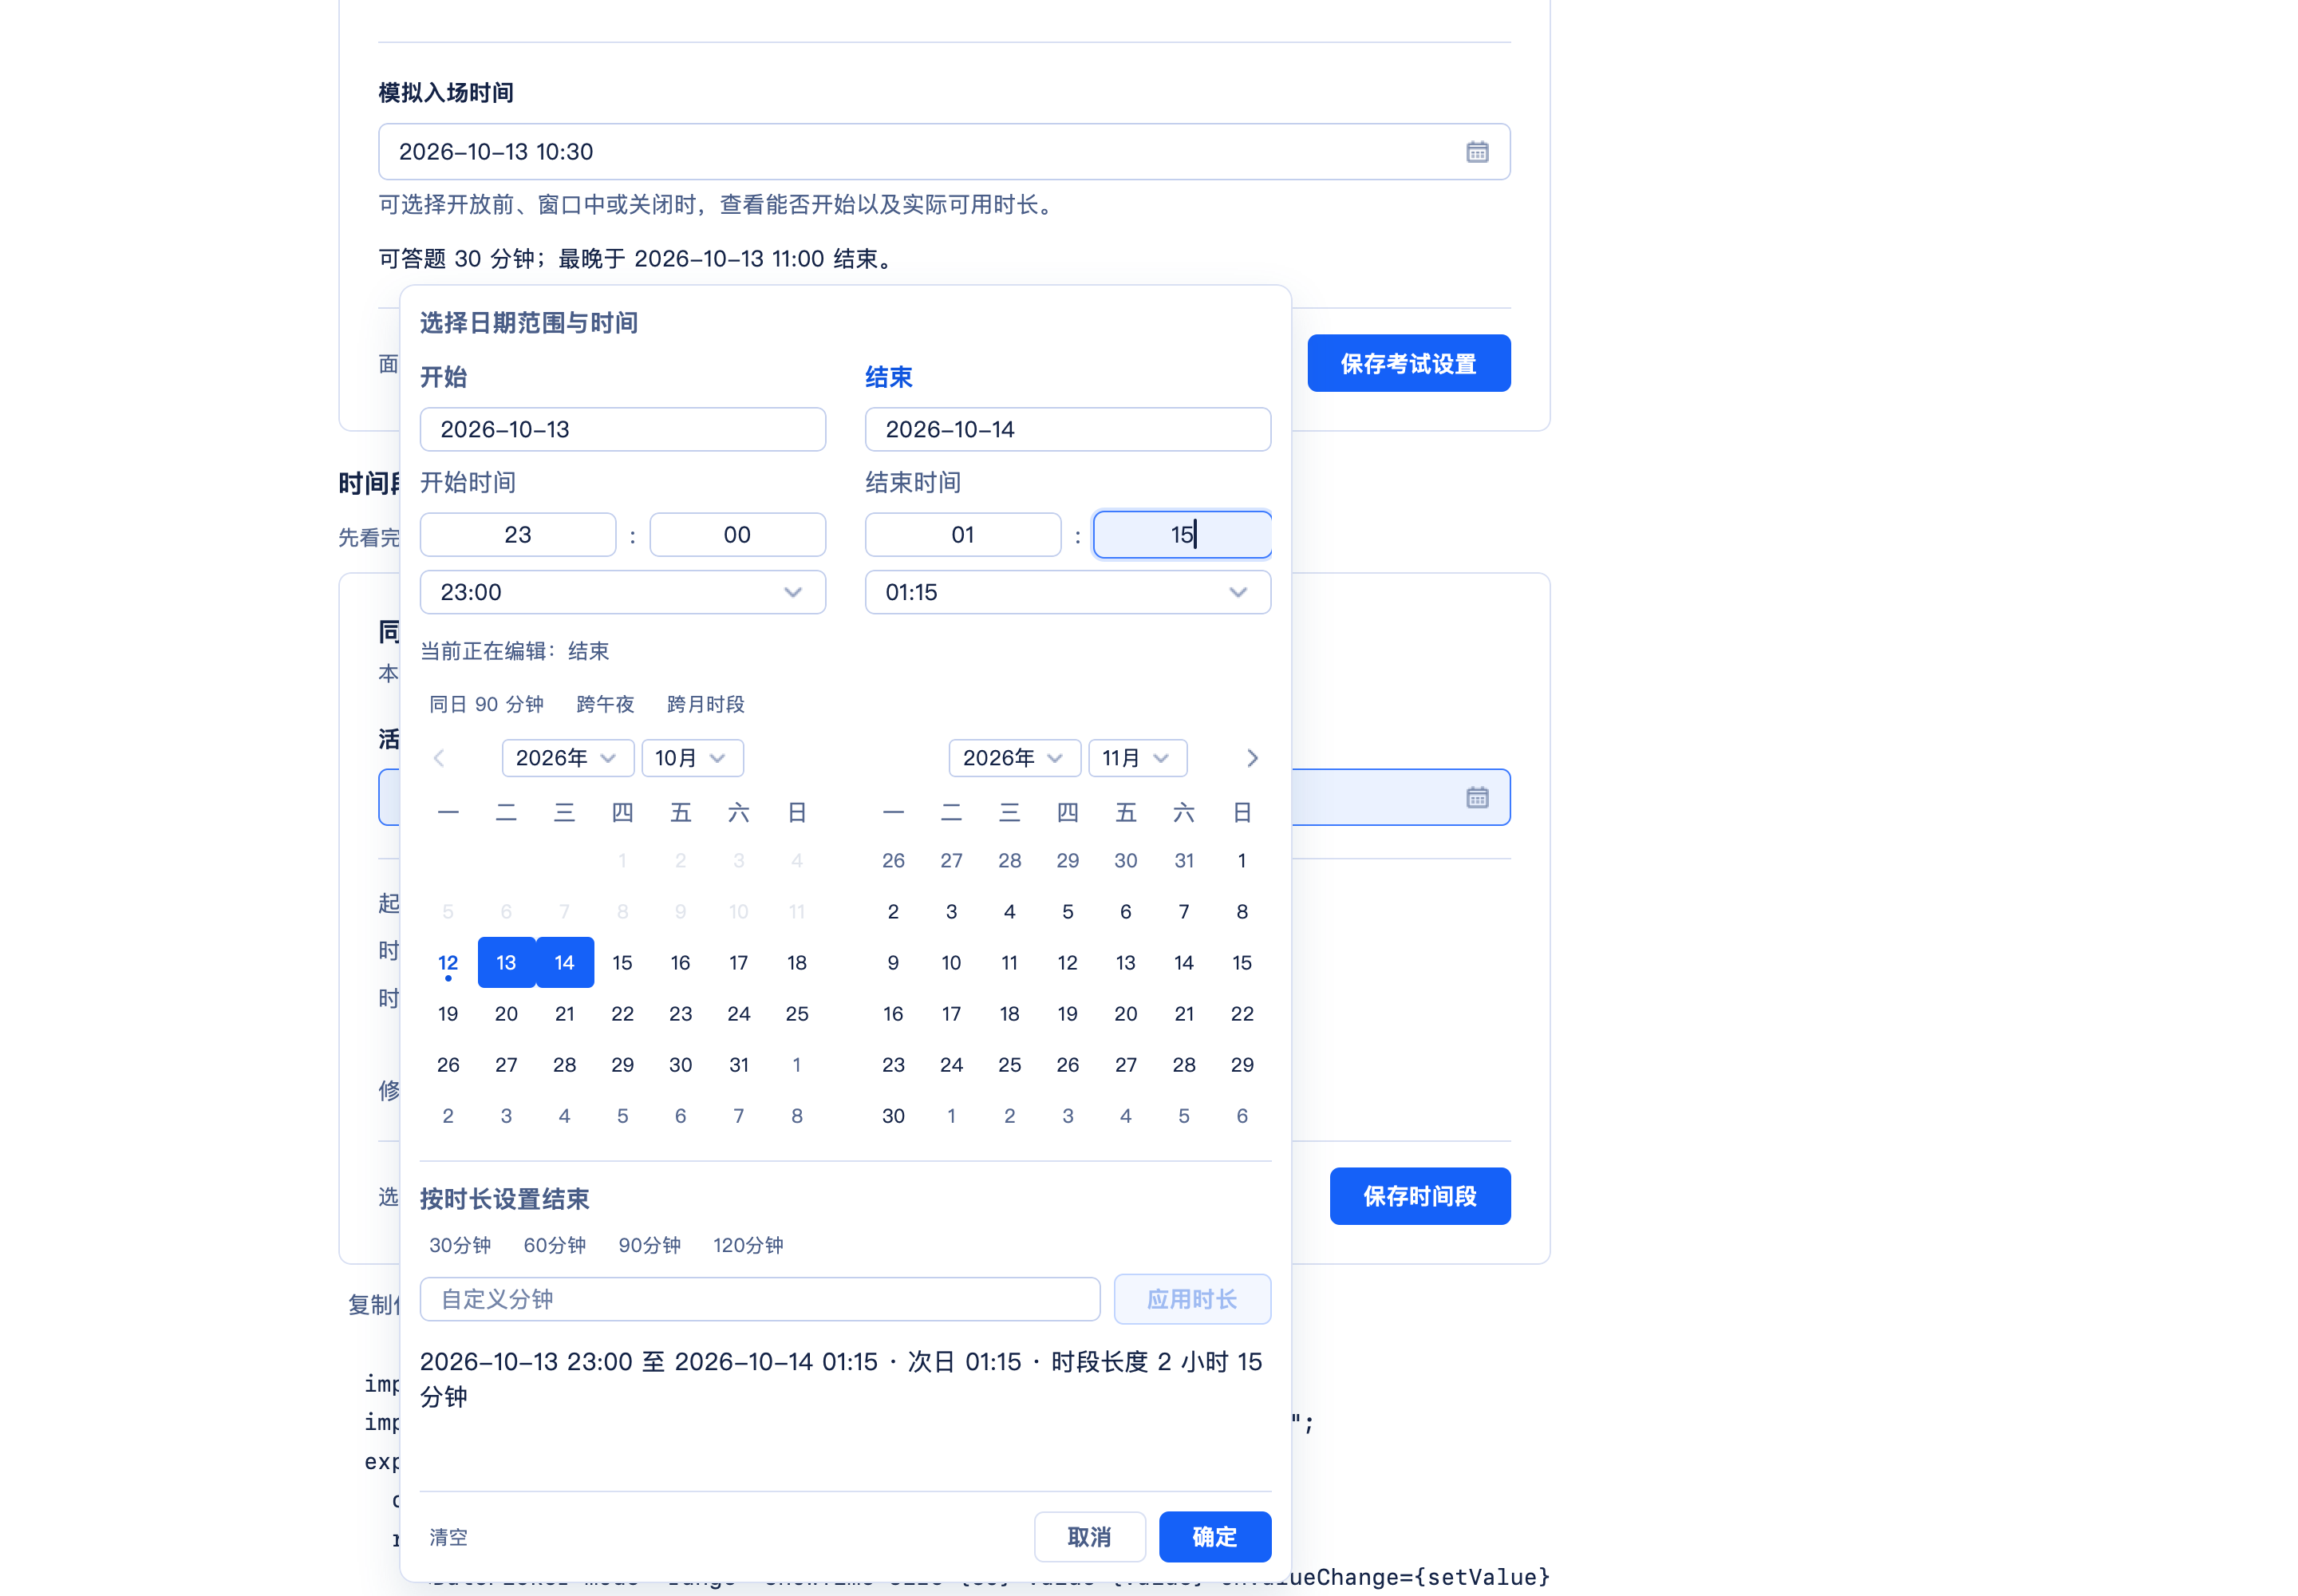 模拟入场时间
2026-10-13 10:30
可选择开放前、窗口中或关闭时，查看能否开始以及实际可用时长。
可答题 30 分钟；最晚于 2026-10-13 11:00 结束。
选择日期范围与时间
面
保存考试设置
开始
结束
2026-10-13
2026-10-14
时间
开始时间
结束时间
先看完
23 : 00
01 : 15
23:00
01:15
同
本
当前正在编辑：结束
同日 90 分钟 跨午夜 跨月时段
活
2026年 10月
2026年 11月
一 二 三 四 五 六 日
一 二 三 四 五 六 日
1 2 3 4
26 27 28 29 30 31 1
起
5 6 7 8 9 10 11
2 3 4 5 6 7 8
时
12 13 14 15 16 17 18
9 10 11 12 13 14 15
时
19 20 21 22 23 24 25
16 17 18 19 20 21 22
修
26 27 28 29 30 31 1
23 24 25 26 27 28 29
2 3 4 5 6 7 8
30 1 2 3 4 5 6
选
按时长设置结束
保存时间段
30分钟 60分钟 90分钟 120分钟
复制
自定义分钟
应用时长
2026-10-13 23:00 至 2026-10-14 01:15 · 次日 01:15 · 时段长度 2 小时 15
分钟
imp
imp
";
exp
清空
取消
确定
ueChange={setValue}